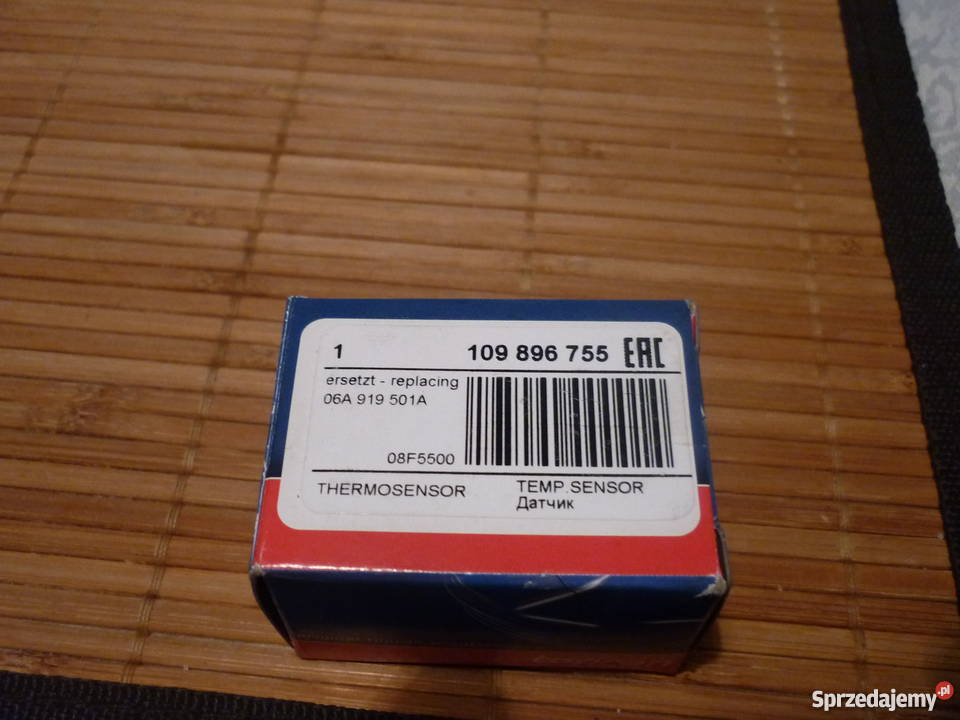 1 109 896 755 EAC
ersetzt - replacing
06A 919 501A
08F5500
THERMOSENSOR TEMP.SENSOR
Датчик
Sprzedajemy.pl